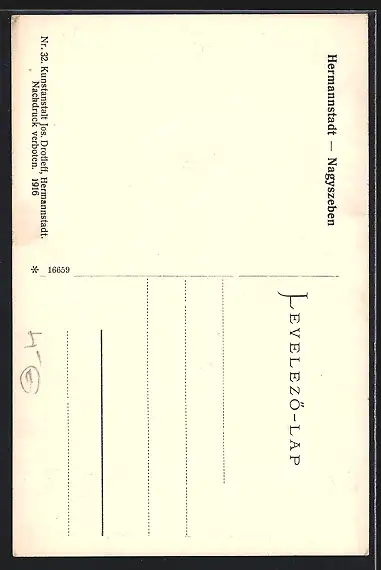 Hermannstadt — Nagyszeben
LEVELEZŐ-LAP
Nr. 32. Kunstanstalt Jos. Drotleff, Hermannstadt.
Nachdruck verboten. 1916
* 16659